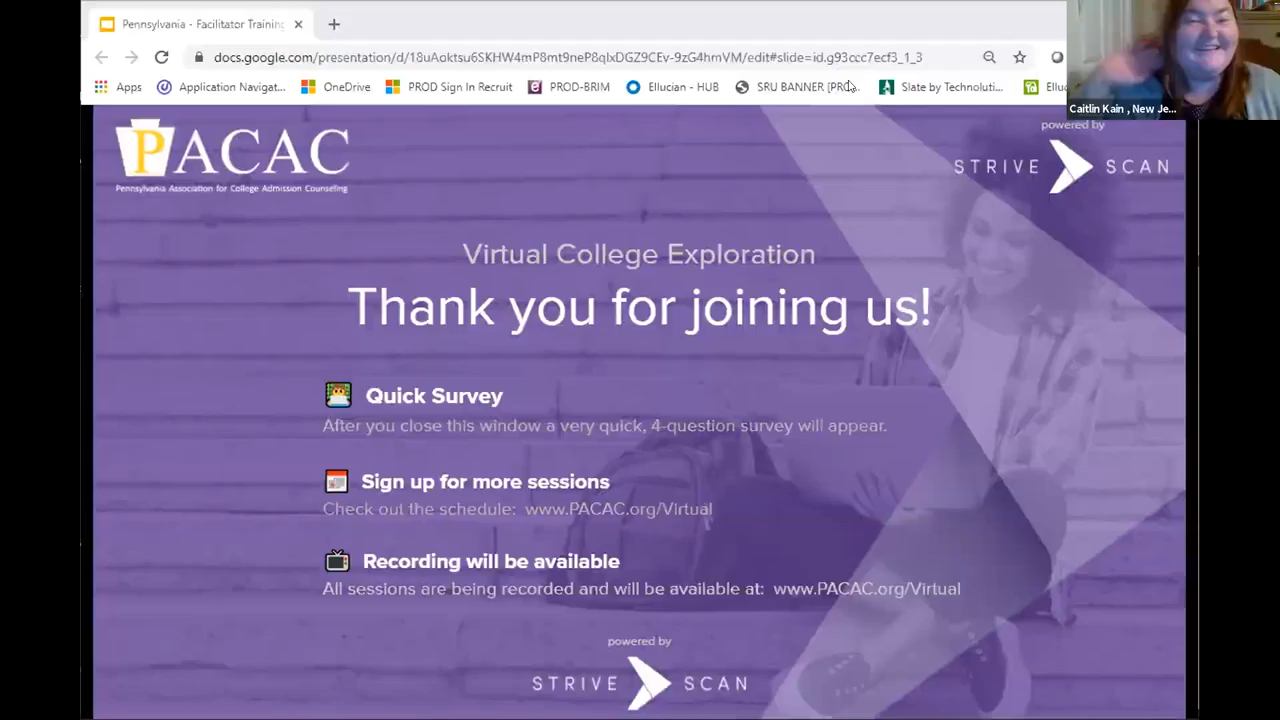 Pennsylvania - Facilitator Training
docs.google.com/presentation/d/18uAoktsu6SKHW4mP8mt9neP8qlxDGZ9CEv-9zG4hmVM/edit#slide=id.g93ccc7ecf3_1_3
Apps Application Navigat... OneDrive PROD Sign In Recruit PROD-BRIM Ellucian - HUB SRU BANNER [PRO... Slate by Technoluti... Ellu
Caitlin Kain , New Je...
PACAC
Pennsylvania Association for College Admission Counseling
powered by
STRIVE SCAN
Virtual College Exploration
Thank you for joining us!
Quick Survey
After you close this window a very quick, 4-question survey will appear.
Sign up for more sessions
Check out the schedule: www.PACAC.org/Virtual
Recording will be available
All sessions are being recorded and will be available at: www.PACAC.org/Virtual
powered by
STRIVE SCAN